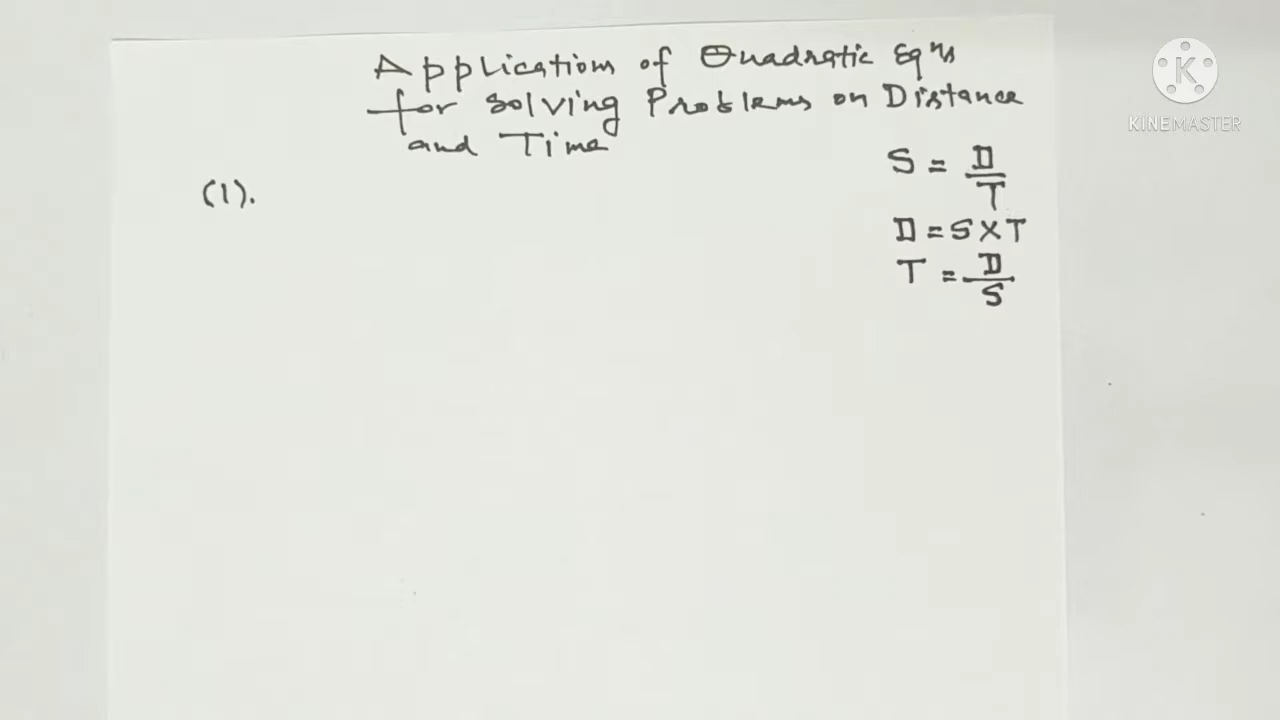 Application of Quadratic Eqns
for solving Problems on Distance
and Time
S = D/T
(1).
D = S X T
T = D/S
K
KINEMASTER